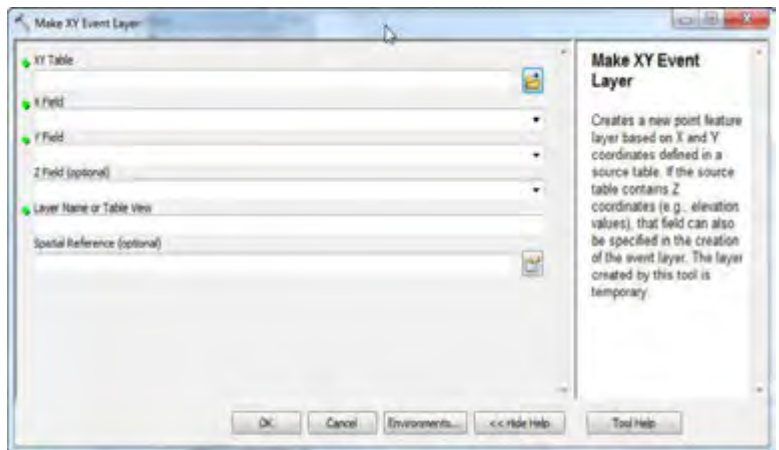 Make XY Event Layer
XY Table
X Field
Y Field
Z Field (optional)
Layer Name or Table View
Spatial Reference (optional)
OK
Cancel
Environments...
<< Hide Help
Make XY Event
Layer
Creates a new point feature
layer based on X and Y
coordinates defined in a
source table. If the source
table contains Z
coordinates (e.g., elevation
values), that field can also
be specified in the creation
of the event layer. The layer
created by this tool is
temporary.
Tool Help